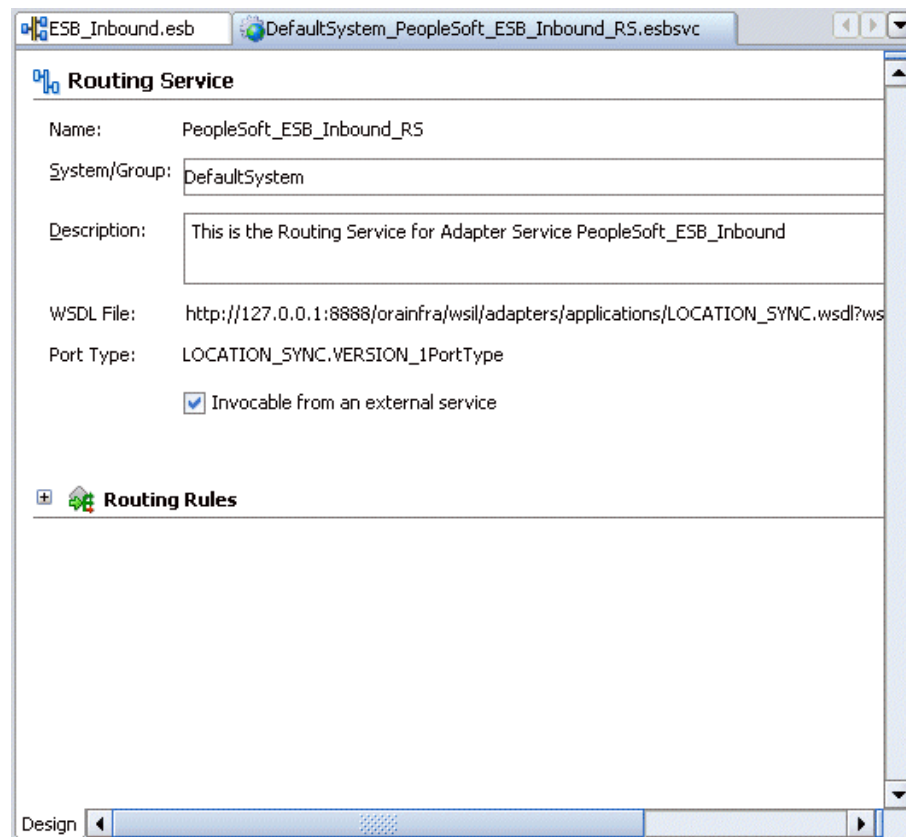 ESB_Inbound.esb DefaultSystem_PeopleSoft_ESB_Inbound_RS.esbsvc
Routing Service
Name: PeopleSoft_ESB_Inbound_RS
System/Group: DefaultSystem
Description: This is the Routing Service for Adapter Service PeopleSoft_ESB_Inbound
WSDL File: http://127.0.0.1:8888/orainfra/wsil/adapters/applications/LOCATION_SYNC.wsdl?ws
Port Type: LOCATION_SYNC.VERSION_1PortType
Invocable from an external service
Routing Rules
Design